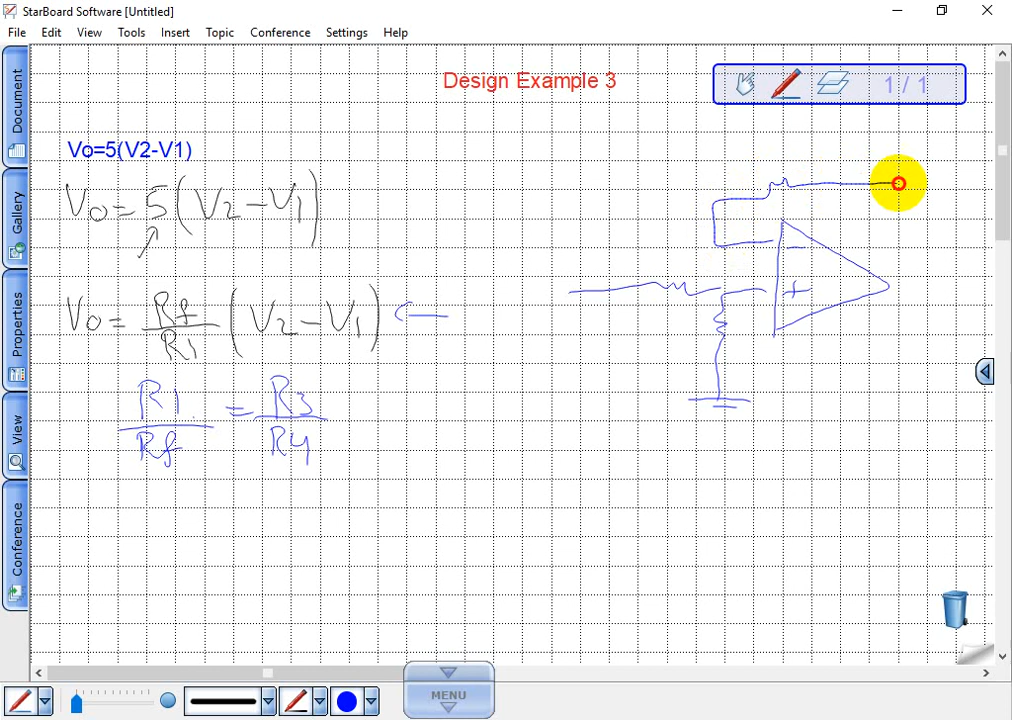 StarBoard Software [Untitled]
File Edit View Tools Insert Topic Conference Settings Help
Design Example 3
1 / 1
Vo=5(V2-V1)
Vo = 5 (V2 - V1)
Vo = Rf/R1 (V2 - V1)
R1/Rf = R3/R4
-
+
Document
Gallery
Properties
View
Conference
MENU